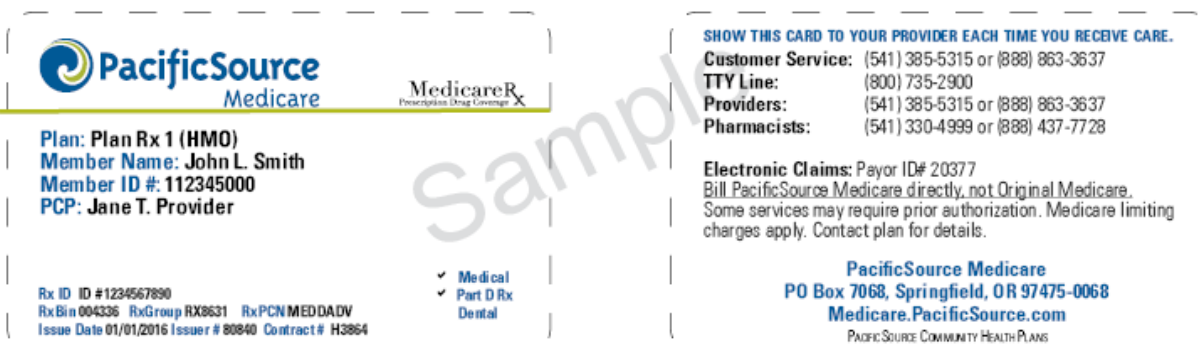 PacificSource
Medicare
MedicareRx
Prescription Drug Coverage
Plan: Plan Rx 1 (HMO)
Member Name: John L. Smith
Member ID #: 112345000
PCP: Jane T. Provider
Medical
Part D Rx
Dental
Rx ID ID #1234567890
RxBin 004336 RxGroup RX8631 RxPCN MEDDADV
Issue Date 01/01/2016 Issuer # 80840 Contract # H3864
Sample
SHOW THIS CARD TO YOUR PROVIDER EACH TIME YOU RECEIVE CARE.
Customer Service: (541) 385-5315 or (888) 863-3637
TTY Line: (800) 735-2900
Providers: (541) 385-5315 or (888) 863-3637
Pharmacists: (541) 330-4999 or (888) 437-7728
Electronic Claims: Payor ID# 20377
Bill PacificSource Medicare directly, not Original Medicare.
Some services may require prior authorization. Medicare limiting
charges apply. Contact plan for details.
PacificSource Medicare
PO Box 7068, Springfield, OR 97475-0068
Medicare.PacificSource.com
PACIFICSOURCE COMMUNITY HEALTH PLANS